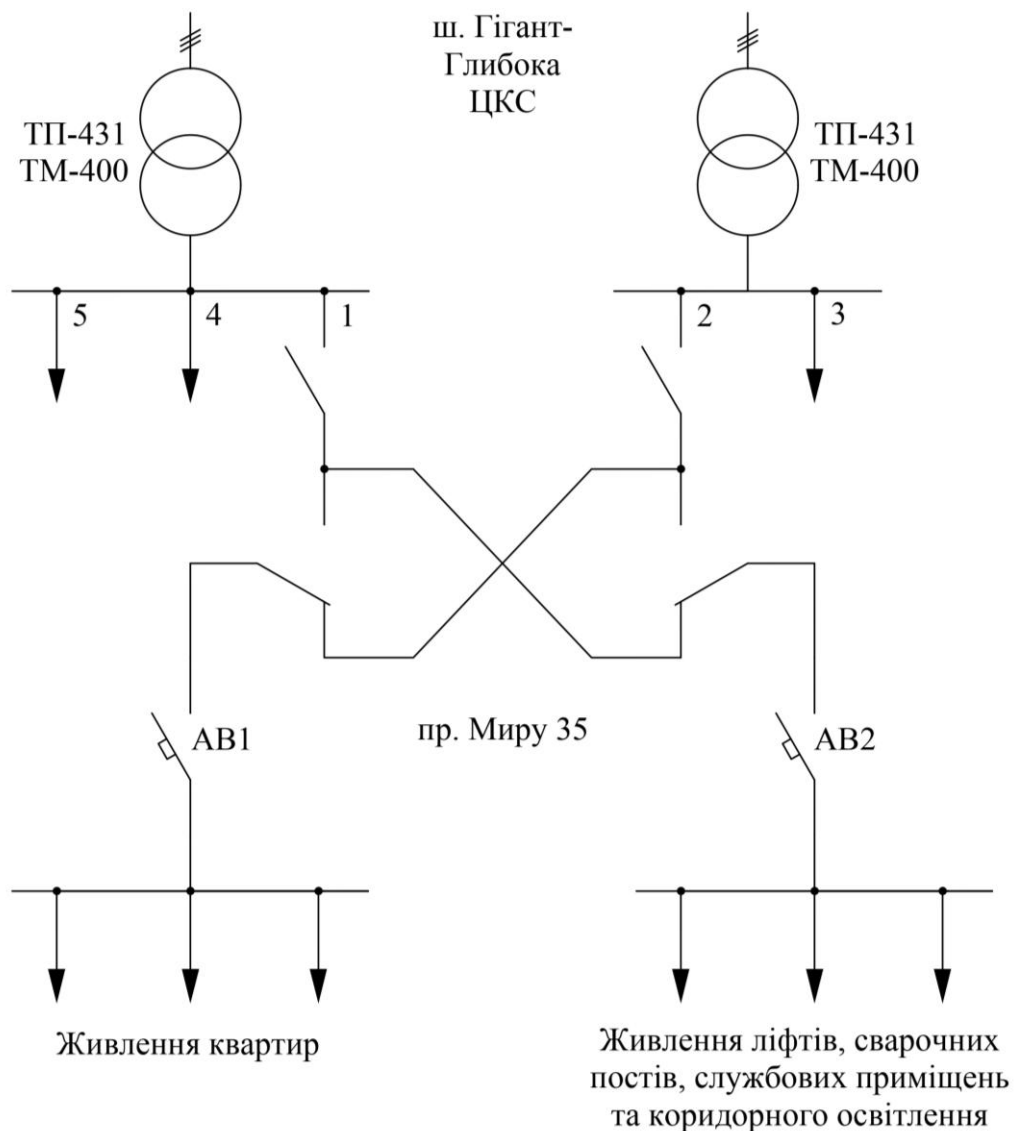 ш. Гігант-
Глибока
ЦКС
ТП-431
ТМ-400
ТП-431
ТМ-400
5
4
1
2
3
АВ1
пр. Миру 35
АВ2
Живлення квартир
Живлення ліфтів, сварочних
постів, службових приміщень
та коридорного освітлення